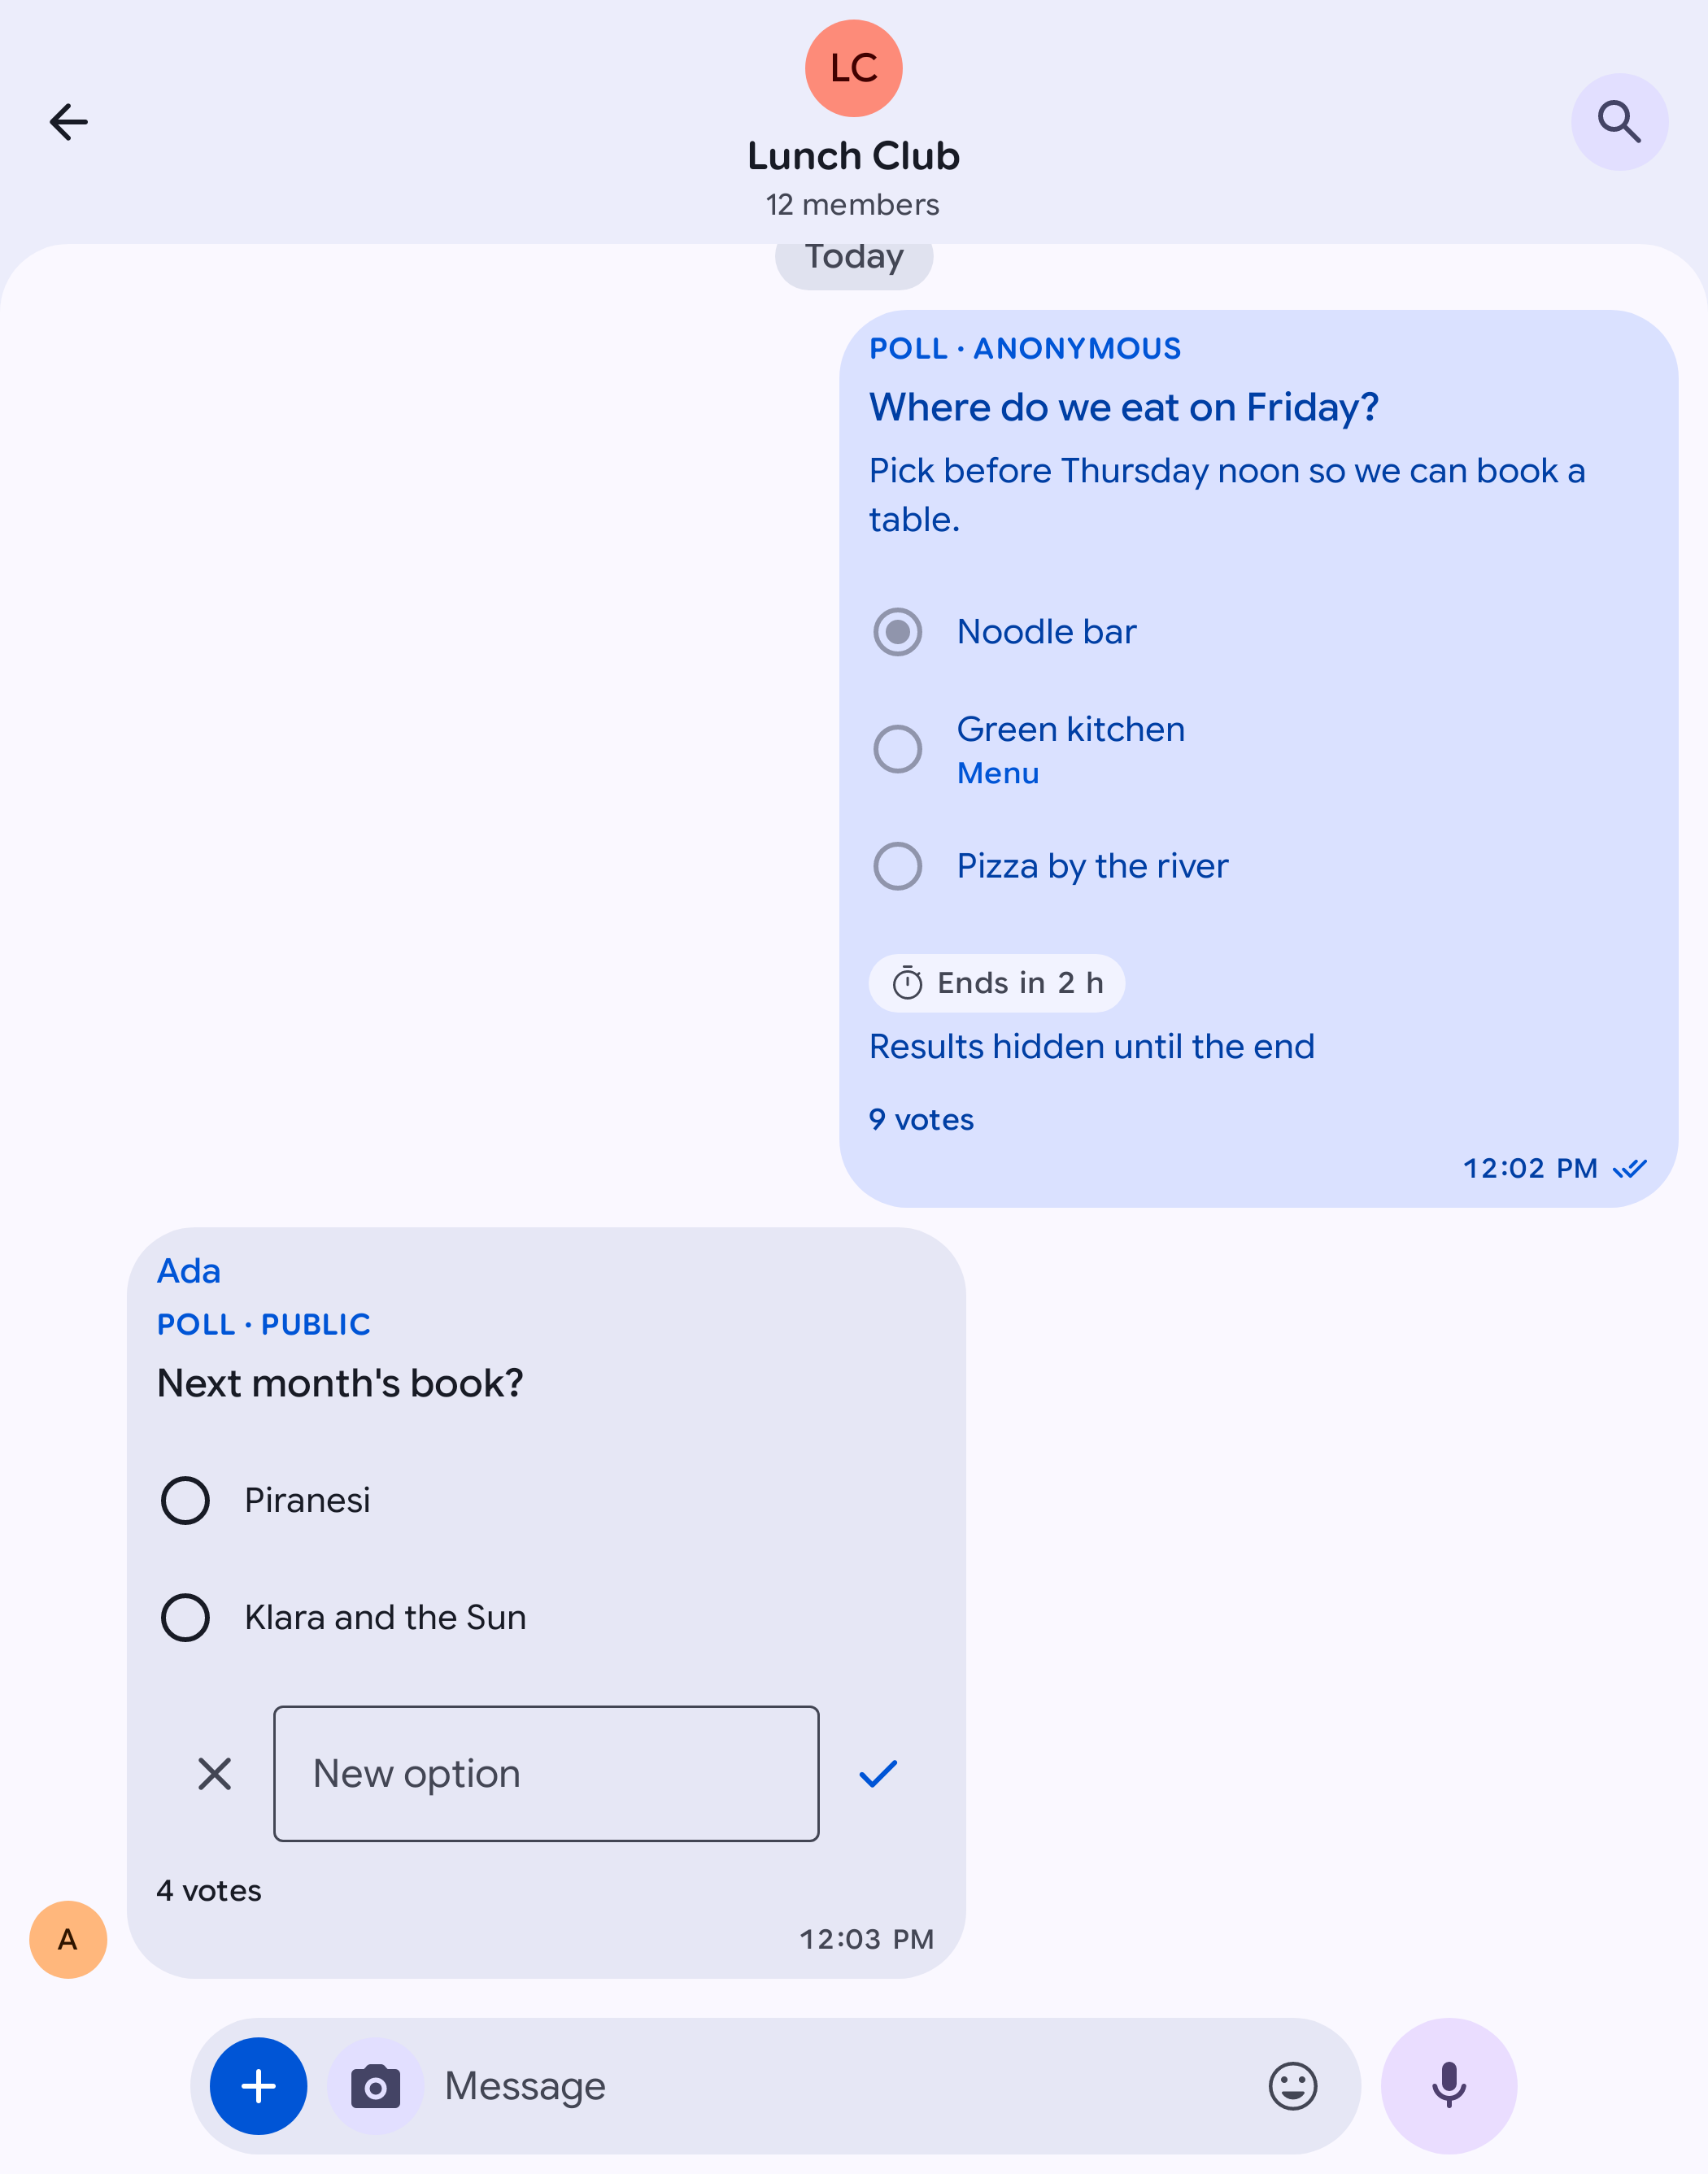 LC
Lunch Club
12 members
Today
POLL · ANONYMOUS
Where do we eat on Friday?
Pick before Thursday noon so we can book a
table.
Noodle bar
Green kitchen
Menu
Pizza by the river
Ends in 2 h
Results hidden until the end
9 votes
12:02 PM
Ada
POLL · PUBLIC
Next month's book?
Piranesi
Klara and the Sun
New option
4 votes
12:03 PM
A
Message